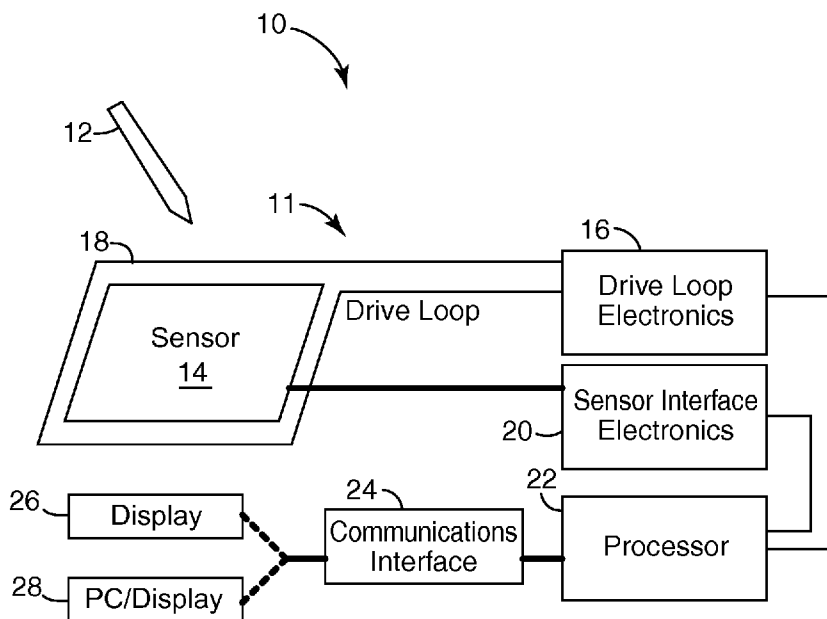 10
12
11
18
16
Drive Loop
Electronics
Drive Loop
Sensor
14
Sensor Interface
Electronics
20
22
24
26
Display
Communications
Interface
Processor
28
PC/Display